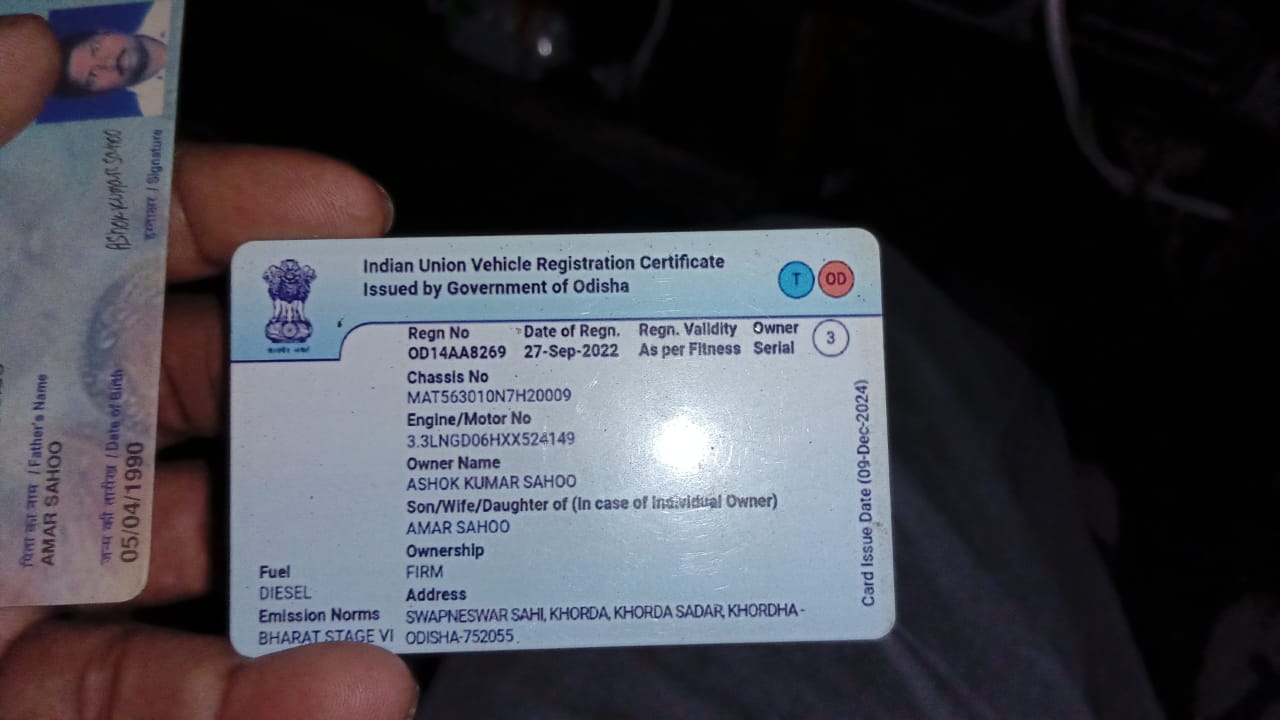 Indian Union Vehicle Registration Certificate
Issued by Government of Odisha
T OD
Regn No Date of Regn. Regn. Validity Owner Serial 3
OD14AA8269 27-Sep-2022 As per Fitness
Chassis No
MAT563010N7H20009
Engine/Motor No
3.3LNGD06HXX524149
Owner Name
ASHOK KUMAR SAHOO
Son/Wife/Daughter of (In case of Individual Owner)
AMAR SAHOO
Ownership
FIRM
Fuel
DIESEL
Address
Emission Norms SWAPNESWAR SAHI, KHORDA, KHORDA SADAR, KHORDHA-
BHARAT STAGE VI ODISHA-752055
Card Issue Date (09-Dec-2024)
पिता का नाम / Father's Name
AMAR SAHOO
जन्म की तारीख / Date of Birth
05/04/1990
Ashok kumar sahoo
हस्ताक्षर / Signature